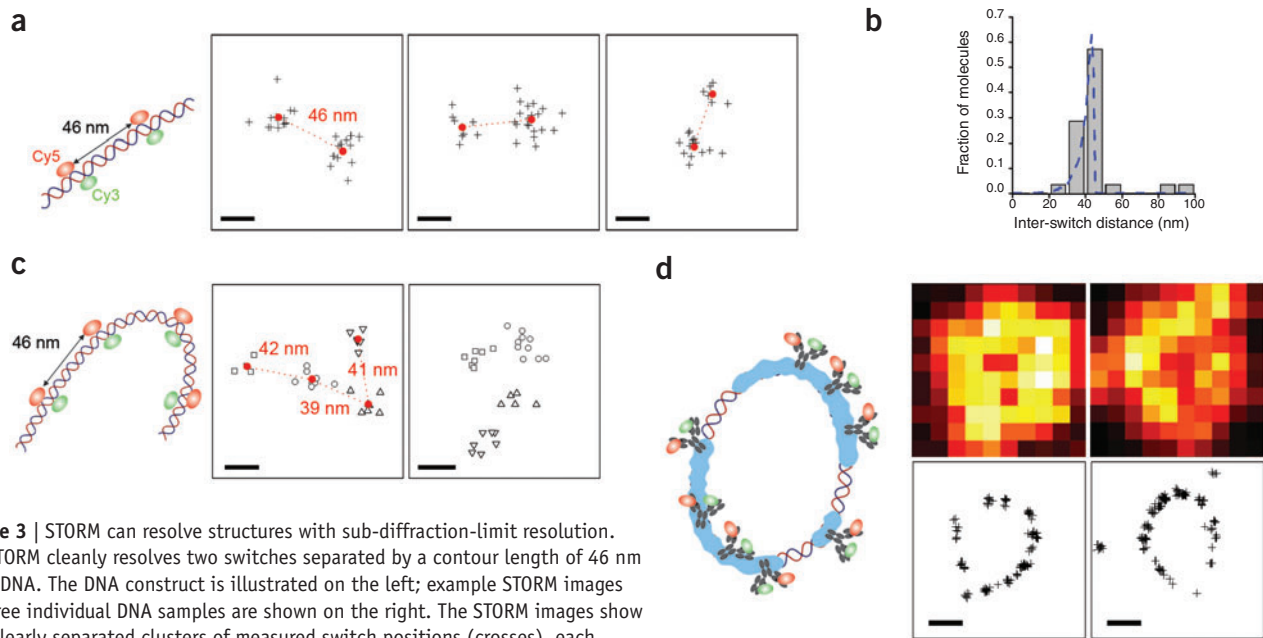 a
46 nm
Cy5
Cy3
46 nm
b
Fraction of molecules
0.7
0.6
0.5
0.4
0.3
0.2
0.1
0.0
0 20 40 60 80 100
Inter-switch distance (nm)
c
46 nm
42 nm
41 nm
39 nm
d
e 3 | STORM can resolve structures with sub-diffraction-limit resolution.
TORM cleanly resolves two switches separated by a contour length of 46 nm
DNA. The DNA construct is illustrated on the left; example STORM images
ree individual DNA samples are shown on the right. The STORM images show
learly separated clusters of measured switch positions (crosses), each